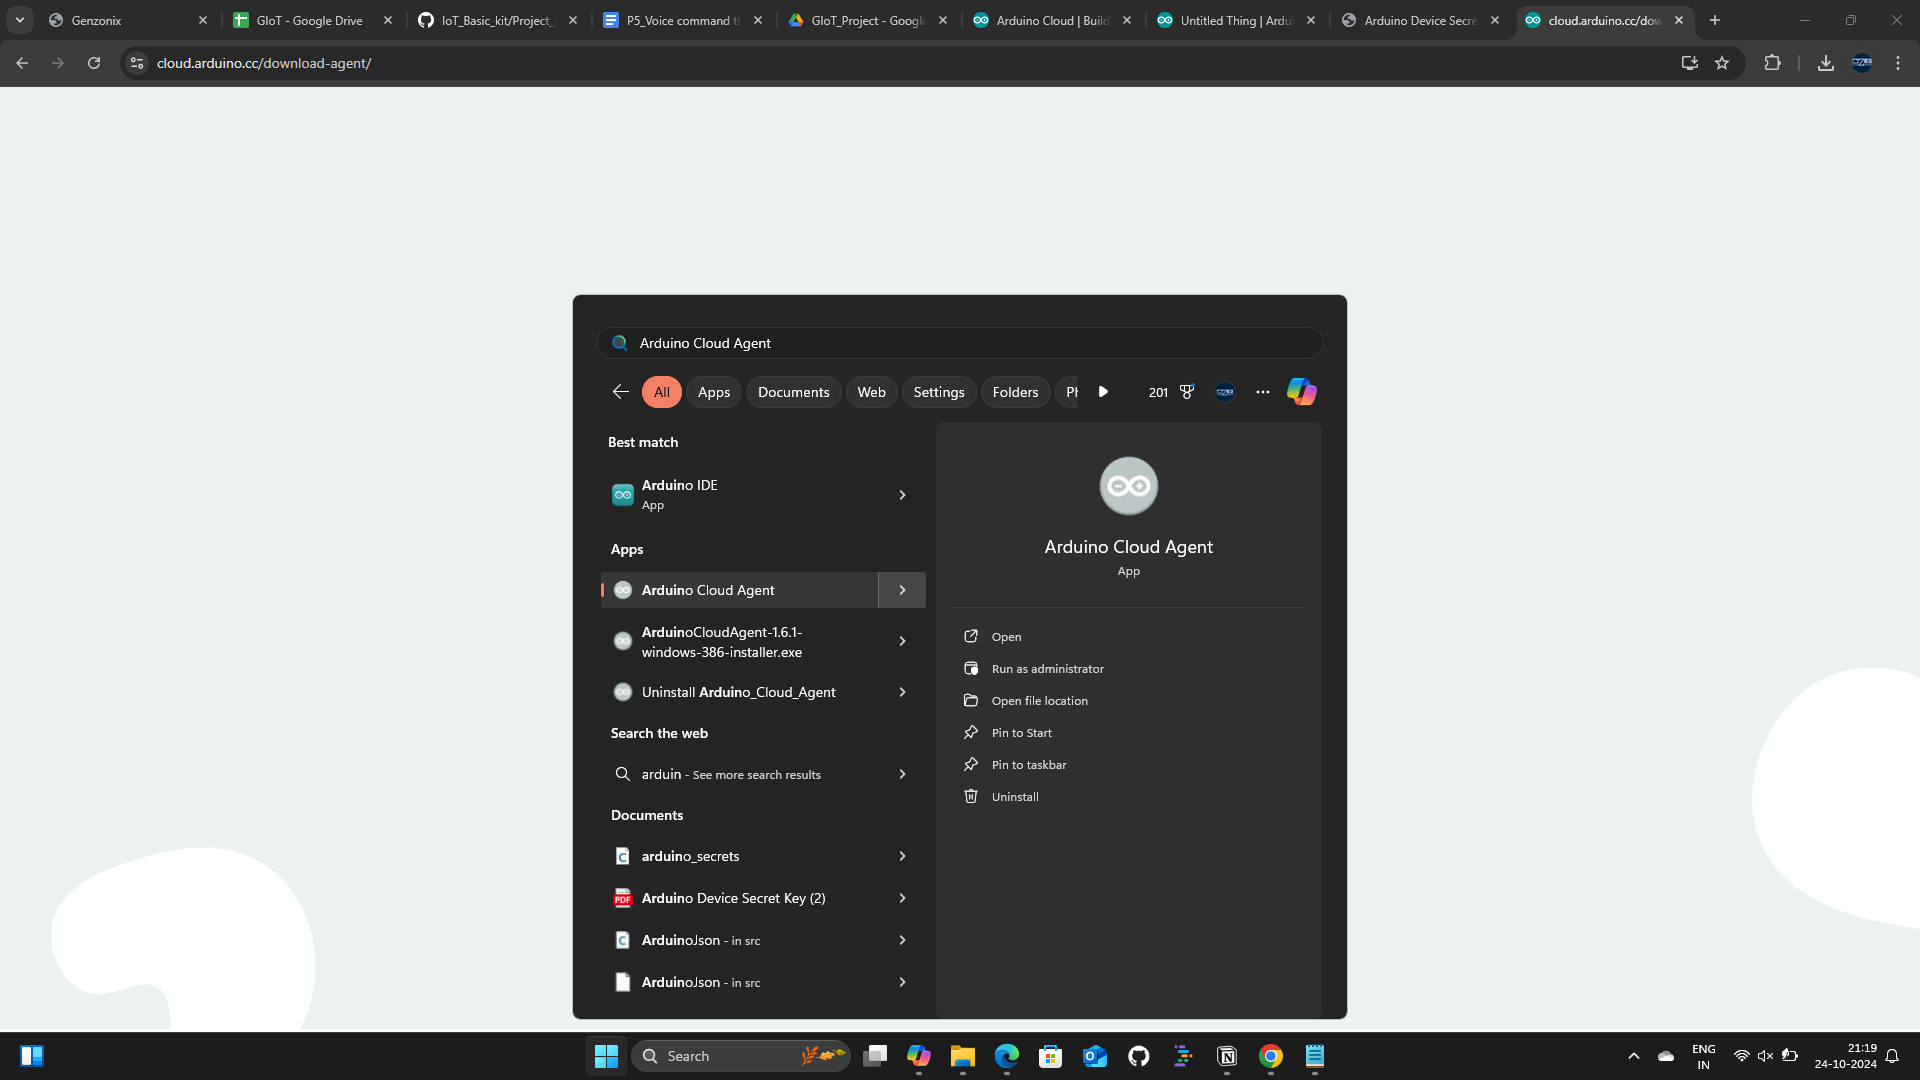 Genzonix
GIoT - Google Drive
IoT_Basic_kit/Project_
P5_Voice command t
GIoT_Project - Google
Arduino Cloud | Build
Untitled Thing | Ardui
Arduino Device Secre
cloud.arduino.cc/dow
cloud.arduino.cc/download-agent/
Arduino Cloud Agent
All
Apps
Documents
Web
Settings
Folders
Ph
201
Best match
Arduino IDE
App
Apps
Arduino Cloud Agent
ArduinoCloudAgent-1.6.1-
windows-386-installer.exe
Uninstall Arduino_Cloud_Agent
Search the web
arduin - See more search results
Documents
arduino_secrets
PDF
Arduino Device Secret Key (2)
ArduinoJson - in src
ArduinoJson - in src
Arduino Cloud Agent
App
Open
Run as administrator
Open file location
Pin to Start
Pin to taskbar
Uninstall
Search
ENG
IN
21:19
24-10-2024